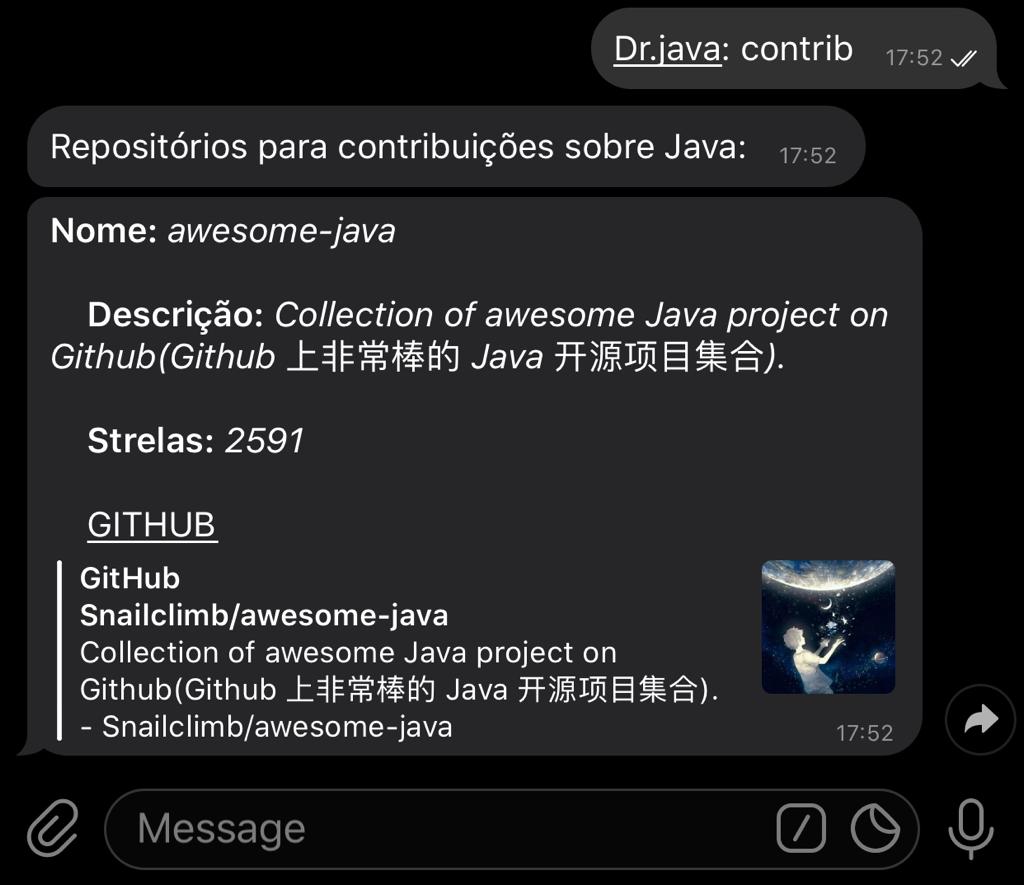 Dr.java: contrib 17:52
Repositórios para contribuições sobre Java: 17:52
Nome: awesome-java
Descrição: Collection of awesome Java project on
Github(Github 上非常棒的 Java 开源项目集合).
Strelas: 2591
GITHUB
GitHub
Snailclimb/awesome-java
Collection of awesome Java project on
Github(Github 上非常棒的 Java 开源项目集合).
- Snailclimb/awesome-java
17:52
Message